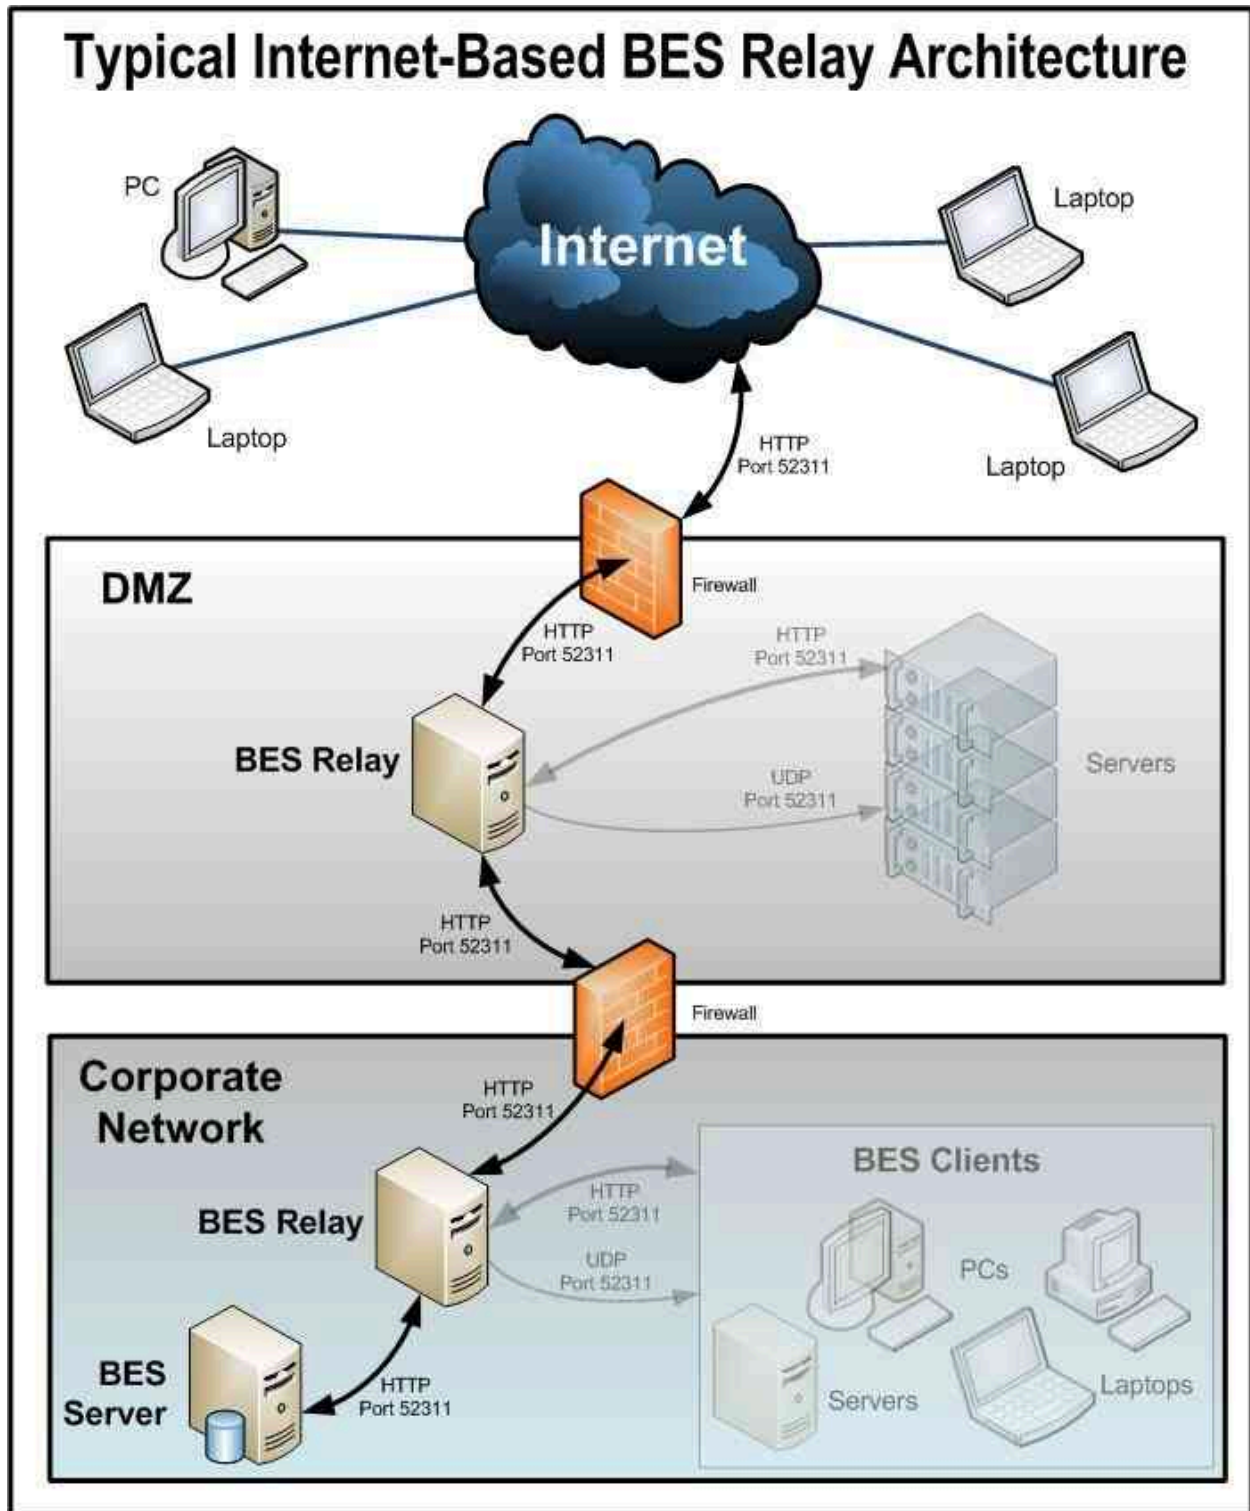 Typical Internet-Based BES Relay Architecture
PC
Internet
Laptop
Laptop
Laptop
HTTP
Port 52311
DMZ
Firewall
HTTP
Port 52311
HTTP
Port 52311
BES Relay
Servers
UDP
Port 52311
HTTP
Port 52311
Firewall
Corporate
Network
HTTP
Port 52311
BES Clients
BES Relay
HTTP
Port 52311
UDP
Port 52311
PCs
BES
Server
HTTP
Port 52311
Servers
Laptops